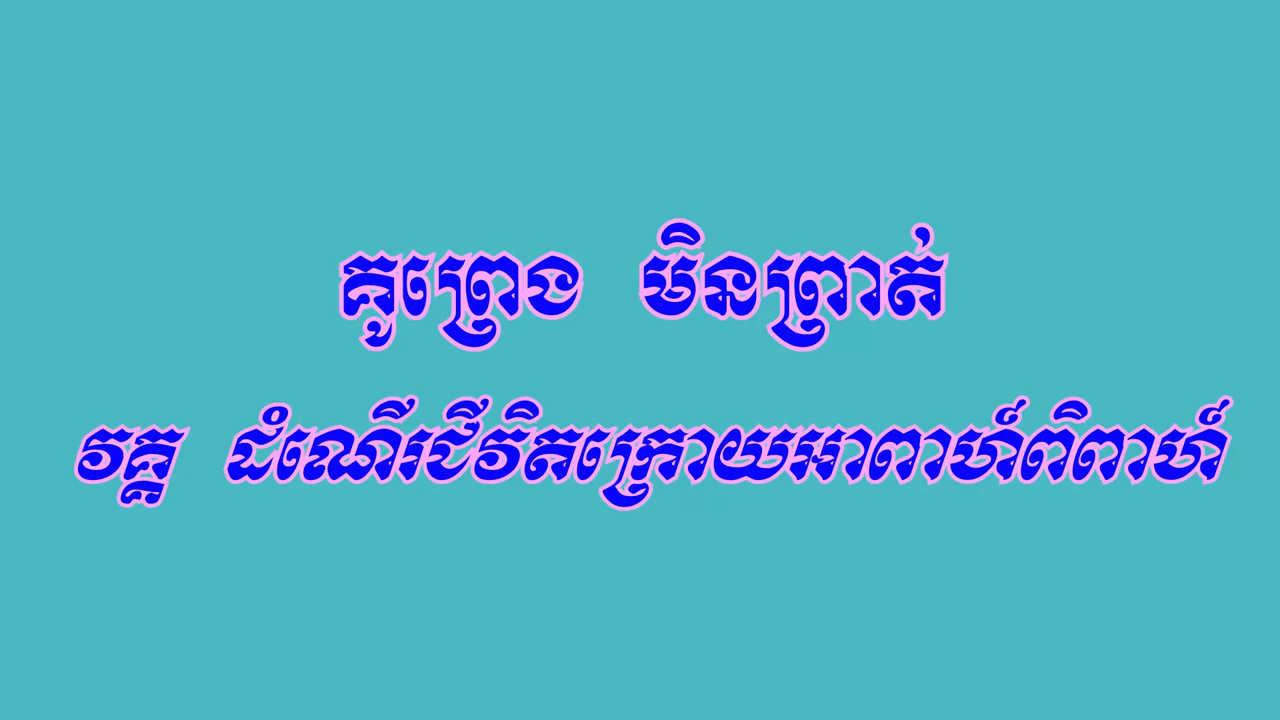 គូព្រេង មិនព្រាត់
វគ្គ ដំណើរជីវិតក្រោយអាពាហ៍ពិពាហ៍